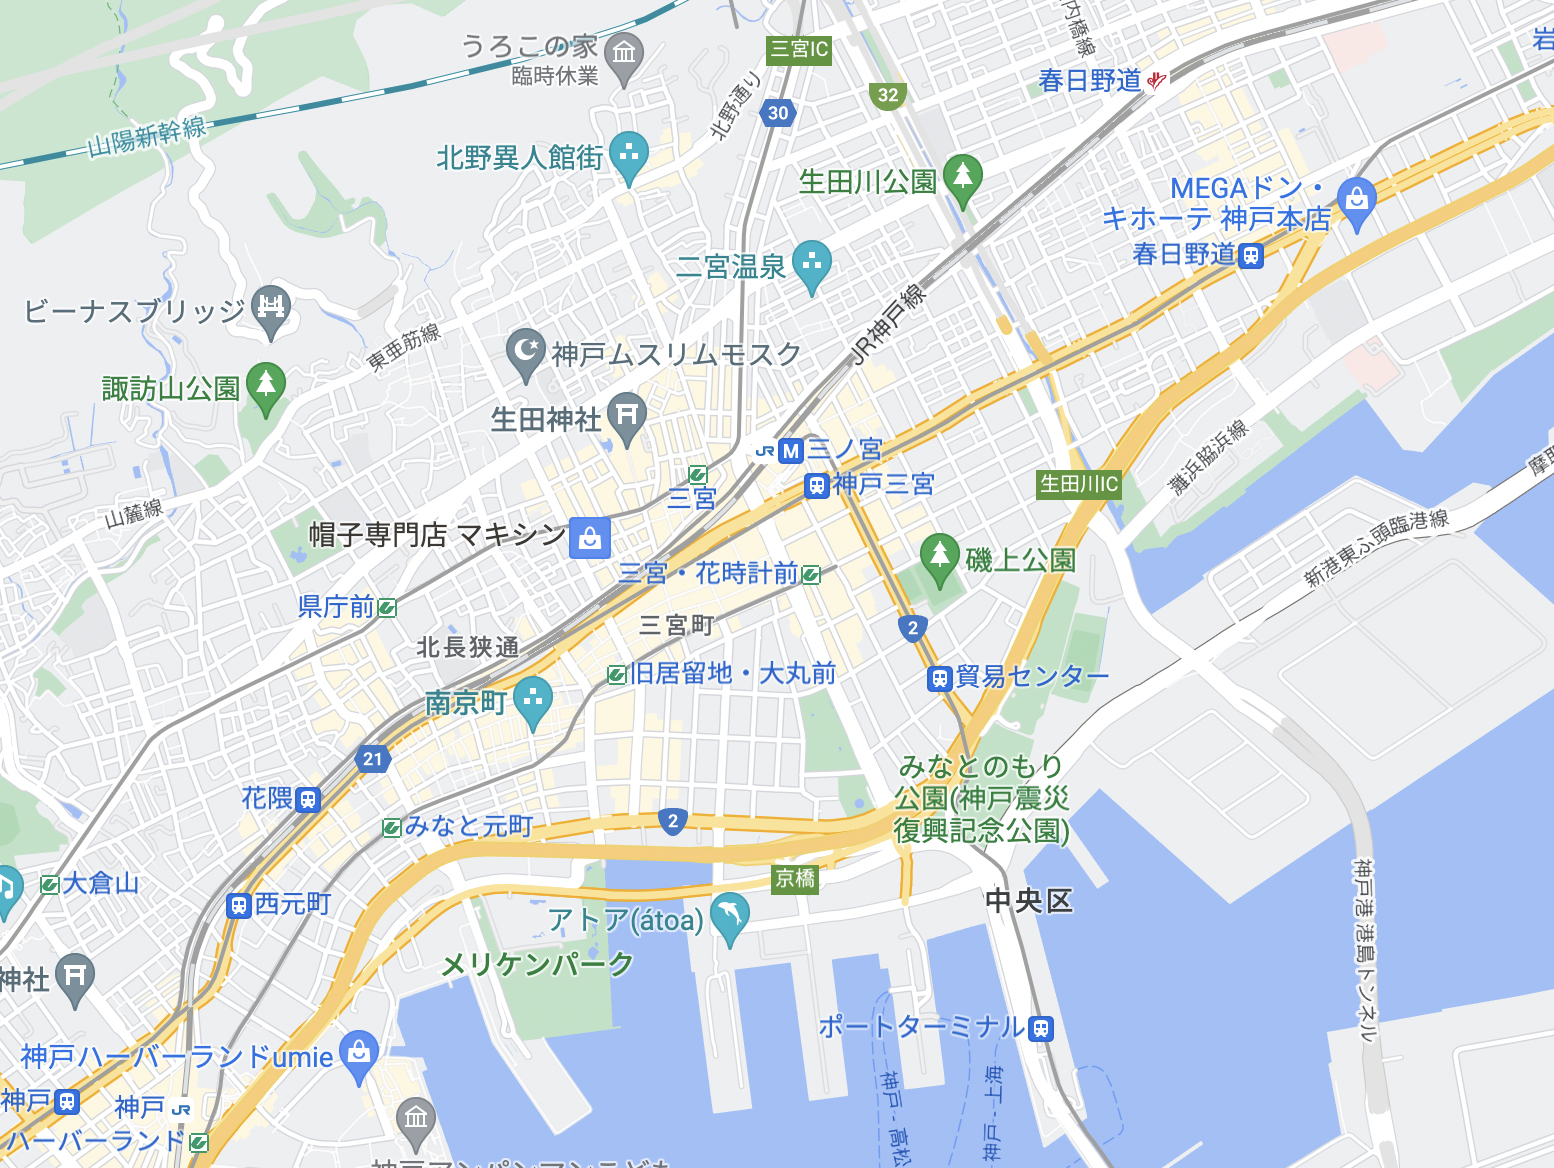 うろこの家
臨時休業
三宮IC
内橋線
岩
春日野道
32
30
北野通り
山陽新幹線
北野異人館街
生田川公園
MEGAドン・
キホーテ 神戸本店
春日野道
二宮温泉
ビーナスブリッジ
JR神戸線
東亜筋線
神戸ムスリムモスク
諏訪山公園
生田神社
M 三ノ宮
神戸三宮
三宮
生田川IC
灘浜脇浜線
山麓線
帽子専門店 マキシン
新港東ふ頭臨港線
磯上公園
三宮・花時計前
県庁前
三宮町
2
北長狭通
旧居留地・大丸前
貿易センター
南京町
21
みなとのもり
公園(神戸震災
復興記念公園)
花隈
みなと元町
2
京橋
大倉山
西元町
中央区
アトア(átoa)
神戸港港島トンネル
メリケンパーク
神社
ポートターミナル
神戸ハーバーランドumie
神戸 - 高松
神戸 - 上海
神戸
神戸
ハーバーランド